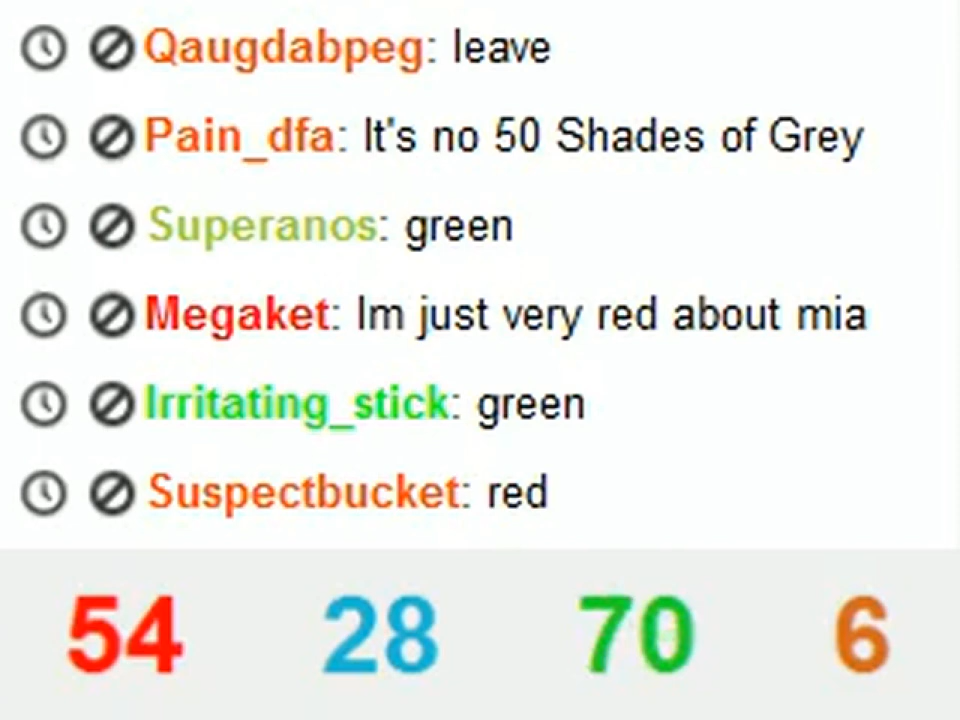 Qaugdabpeg: leave
Pain_dfa: It's no 50 Shades of Grey
Superanos: green
Megaket: Im just very red about mia
Irritating_stick: green
Suspectbucket: red
54 28 70 6